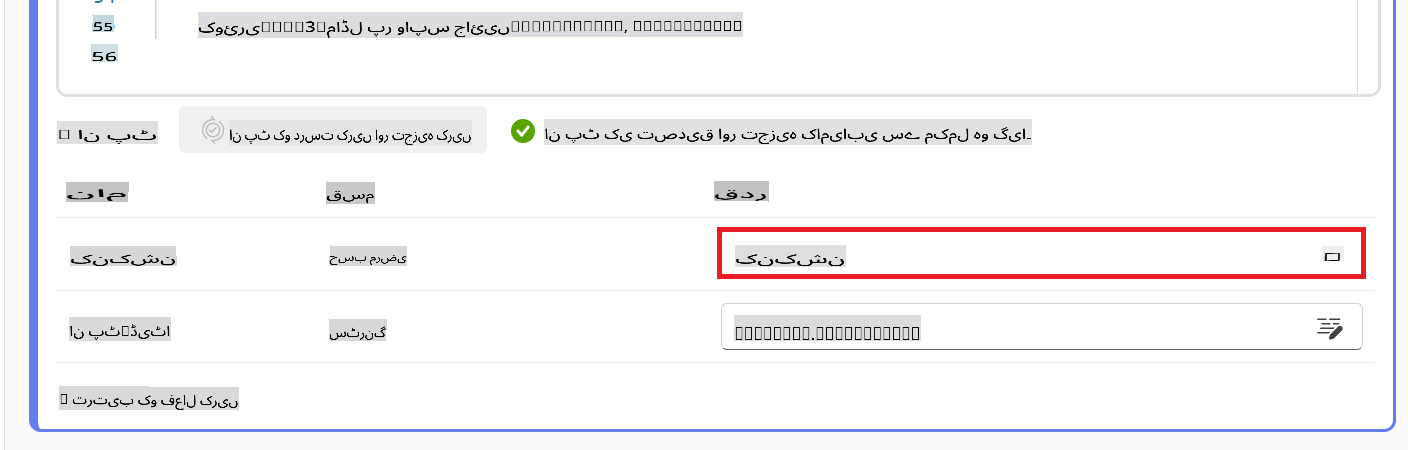 55
کوئری 3 ماڈل پر واپس جائیں ,
56
ان پٹ
ان پٹ کو درست کریں اور تجزیہ کریں
ان پٹ کی تصدیق اور تجزیہ کامیابی سے مکمل ہو گیا۔
نام قسم قدر
کنکشن حسب مرضی کنکشن
ان پٹ ڈیٹا سٹرنگ
ترتیب کو فعال کریں